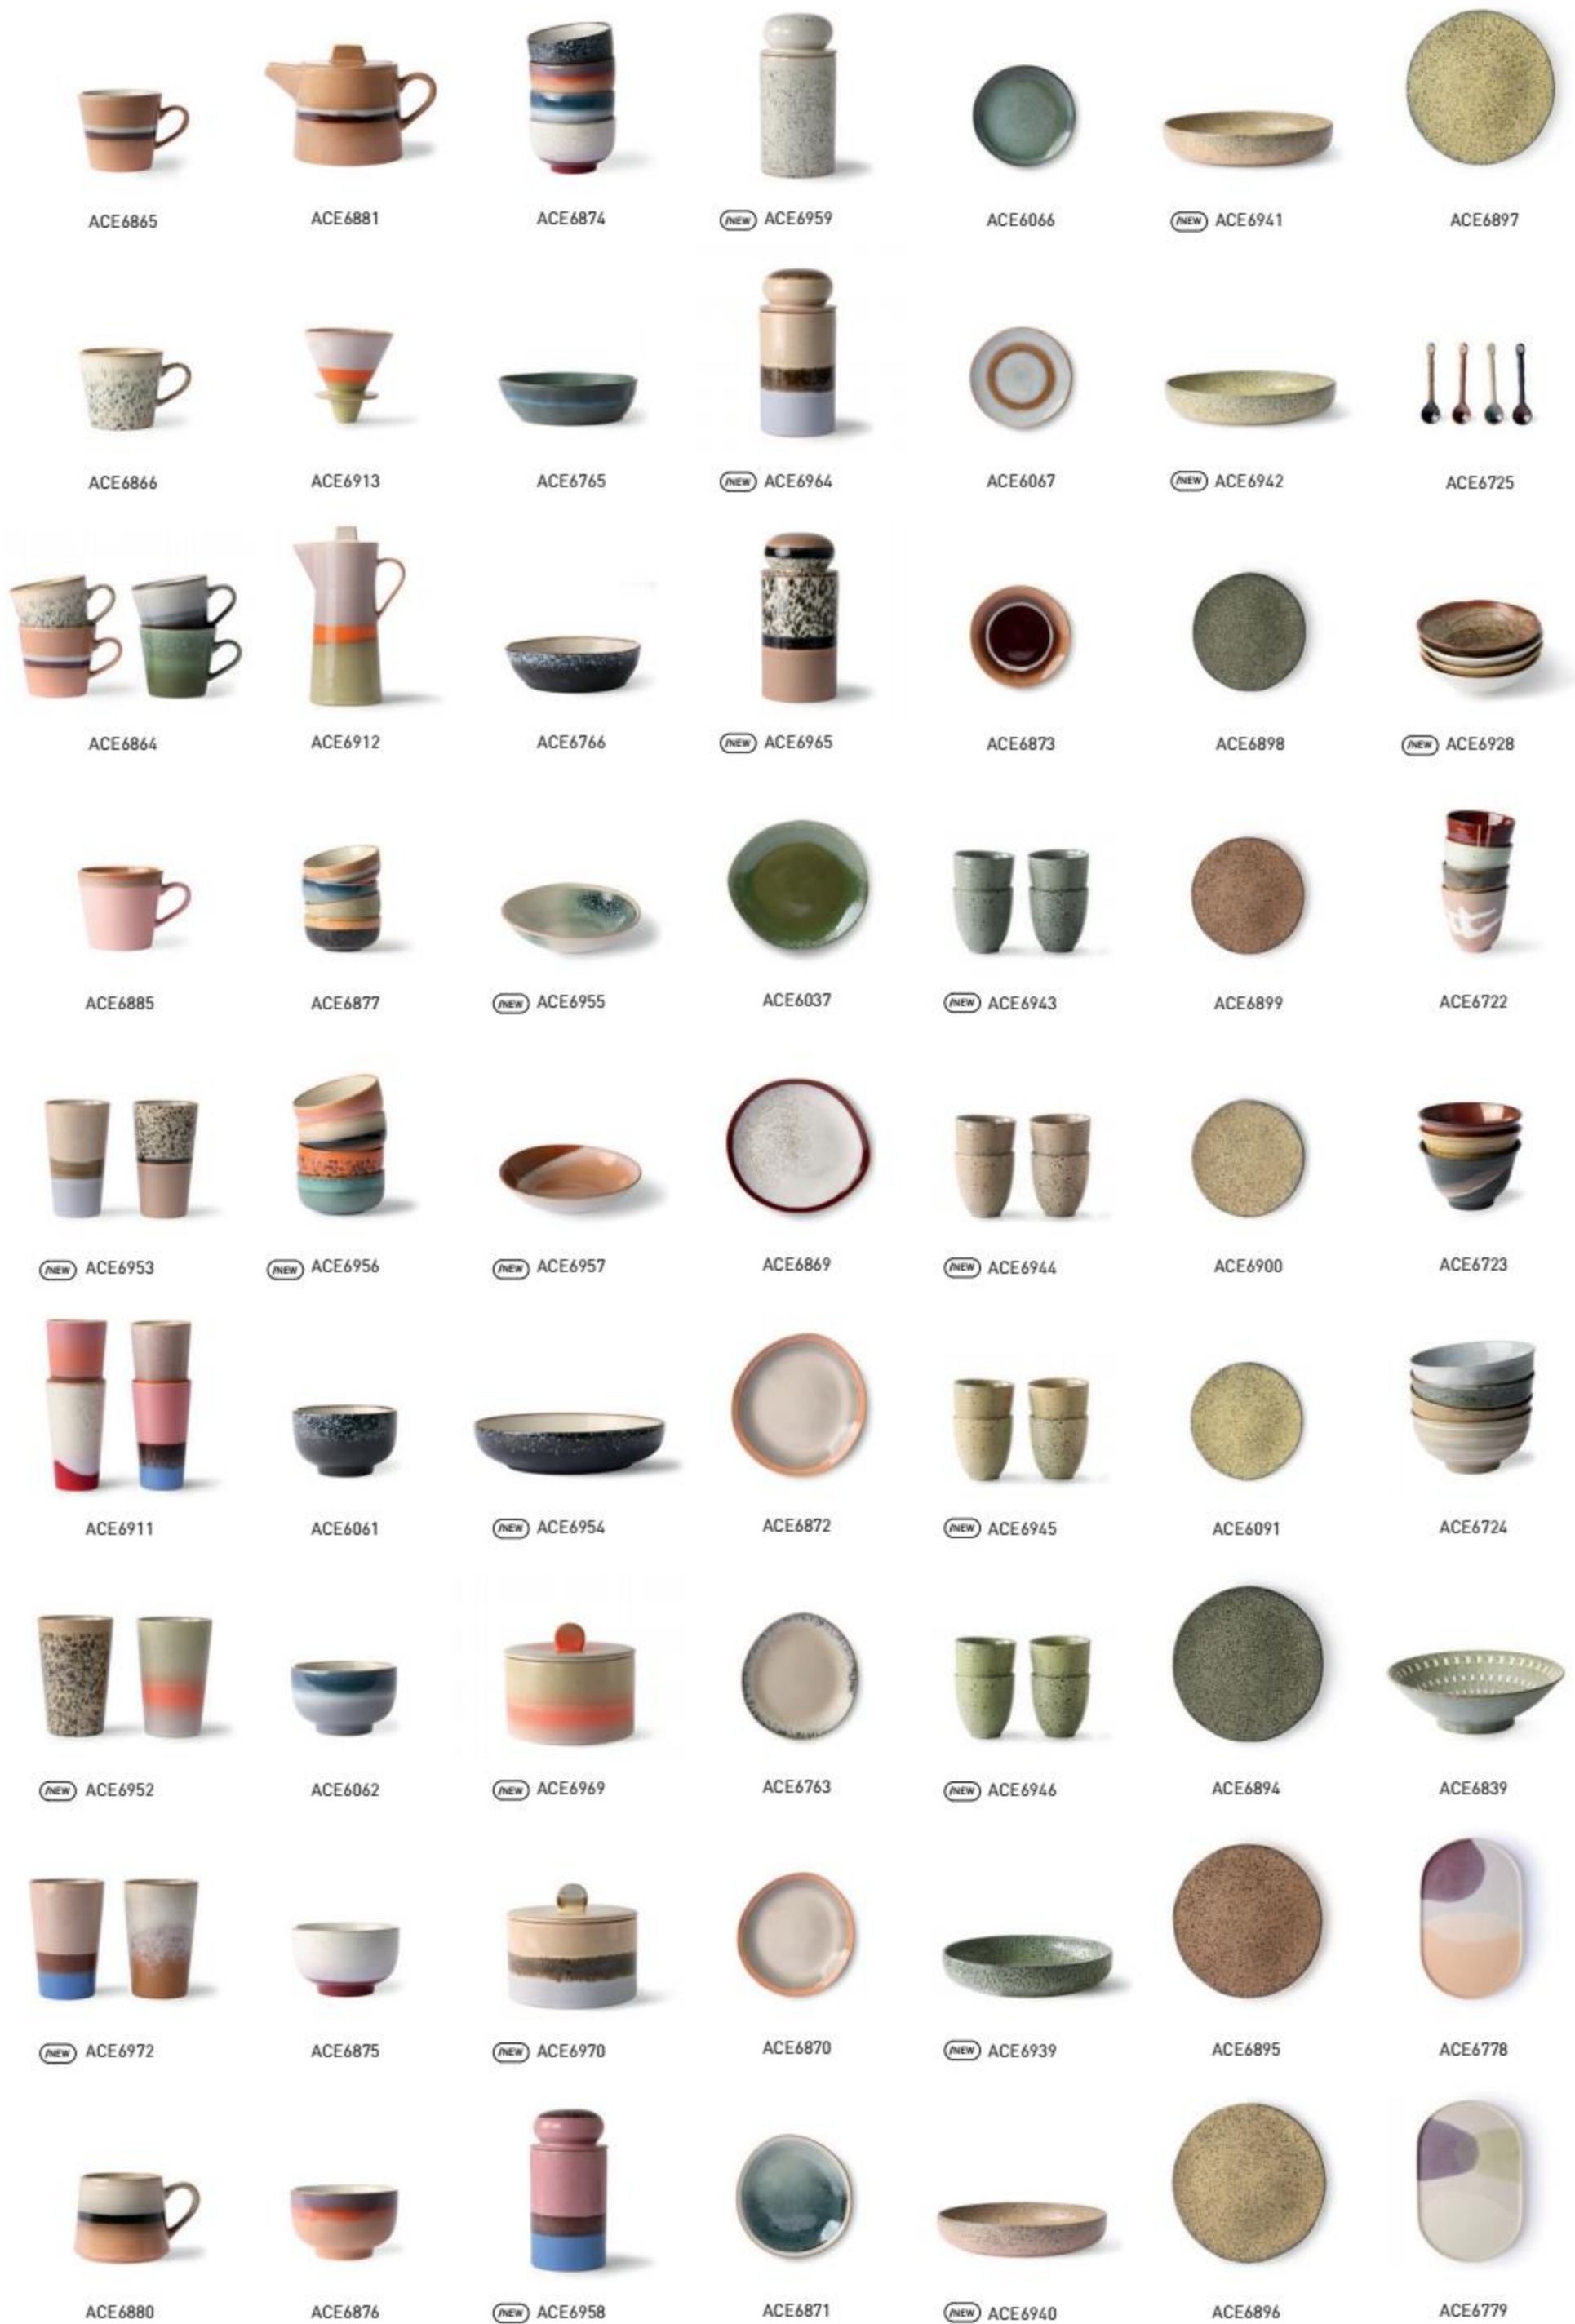 ACE6865
ACE6881
ACE6874
/NEW ACE6959
ACE6066
/NEW ACE6941
ACE6897
ACE6866
ACE6913
ACE6765
/NEW ACE6964
ACE6067
/NEW ACE6942
ACE6725
ACE6864
ACE6912
ACE6766
/NEW ACE6965
ACE6873
ACE6898
/NEW ACE6928
ACE6885
ACE6877
/NEW ACE6955
ACE6037
/NEW ACE6943
ACE6899
ACE6722
/NEW ACE6953
/NEW ACE6956
/NEW ACE6957
ACE6869
/NEW ACE6944
ACE6900
ACE6723
ACE6911
ACE6061
/NEW ACE6954
ACE6872
/NEW ACE6945
ACE6091
ACE6724
/NEW ACE6952
ACE6062
/NEW ACE6969
ACE6763
/NEW ACE6946
ACE6894
ACE6839
/NEW ACE6972
ACE6875
/NEW ACE6970
ACE6870
/NEW ACE6939
ACE6895
ACE6778
ACE6880
ACE6876
/NEW ACE6958
ACE6871
/NEW ACE6940
ACE6896
ACE6779